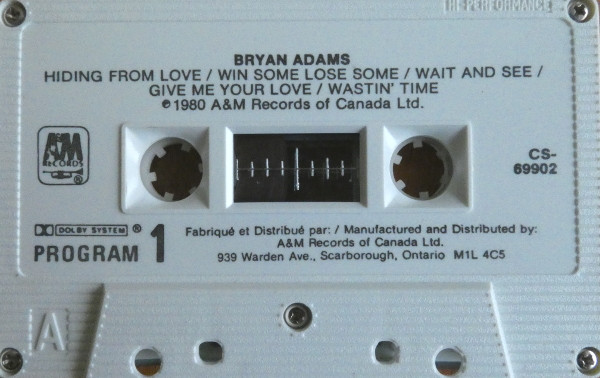 THE PERFORMANCE
BRYAN ADAMS
HIDING FROM LOVE / WIN SOME LOSE SOME / WAIT AND SEE /
GIVE ME YOUR LOVE / WASTIN' TIME
℗1980 A&M Records of Canada Ltd.
A&M
RECORDS
®
CS-
69902
DOLBY SYSTEM ®
PROGRAM 1
Fabriqué et Distribué par: / Manufactured and Distributed by:
A&M Records of Canada Ltd.
939 Warden Ave., Scarborough, Ontario M1L 4C5
A